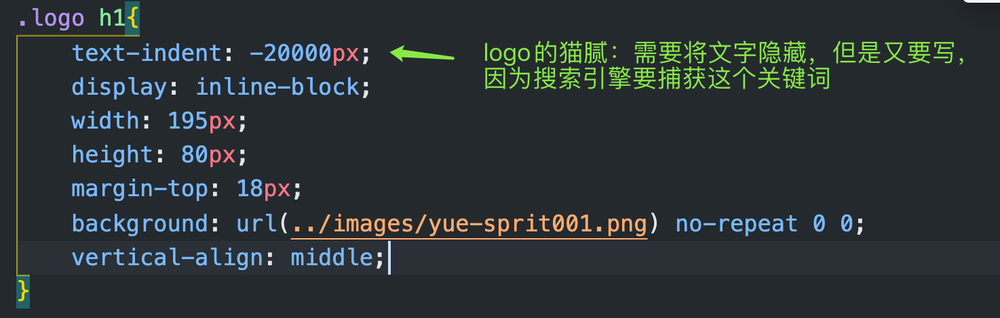 .logo h1{
text-indent: -20000px;
logo的猫腻：需要将文字隐藏，但是又要写，
因为搜索引擎要捕获这个关键词
display: inline-block;
width: 195px;
height: 80px;
margin-top: 18px;
background: url(../images/yue-sprit001.png) no-repeat 0 0;
vertical-align: middle;
}